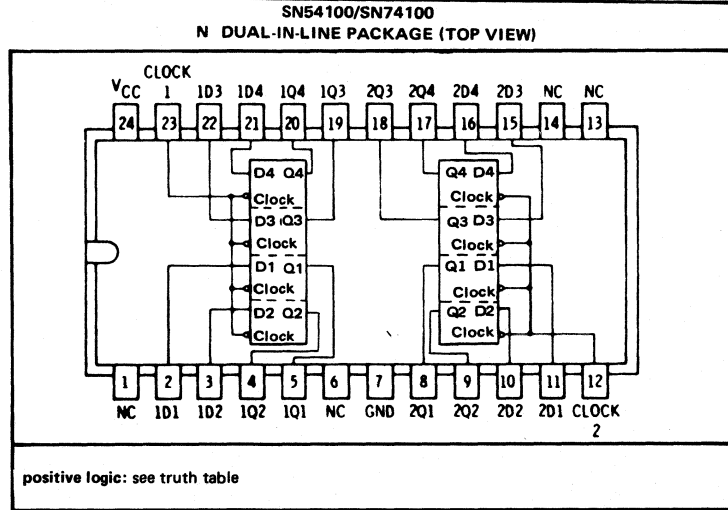 SN54100/SN74100
N DUAL-IN-LINE PACKAGE (TOP VIEW)
VCC CLOCK 1 1D3 1D4 1Q4 1Q3 2Q3 2Q4 2D4 2D3 NC NC
24 23 22 21 20 19 18 17 16 15 14 13
D4 Q4 Q4 D4
Clock Clock
D3 Q3 Q3 D3
Clock Clock
D1 Q1 Q1 D1
Clock Clock
D2 Q2 Q2 D2
Clock Clock
1 2 3 4 5 6 7 8 9 10 11 12
NC 1D1 1D2 1Q2 1Q1 NC GND 2Q1 2Q2 2D2 2D1 CLOCK 2
positive logic: see truth table